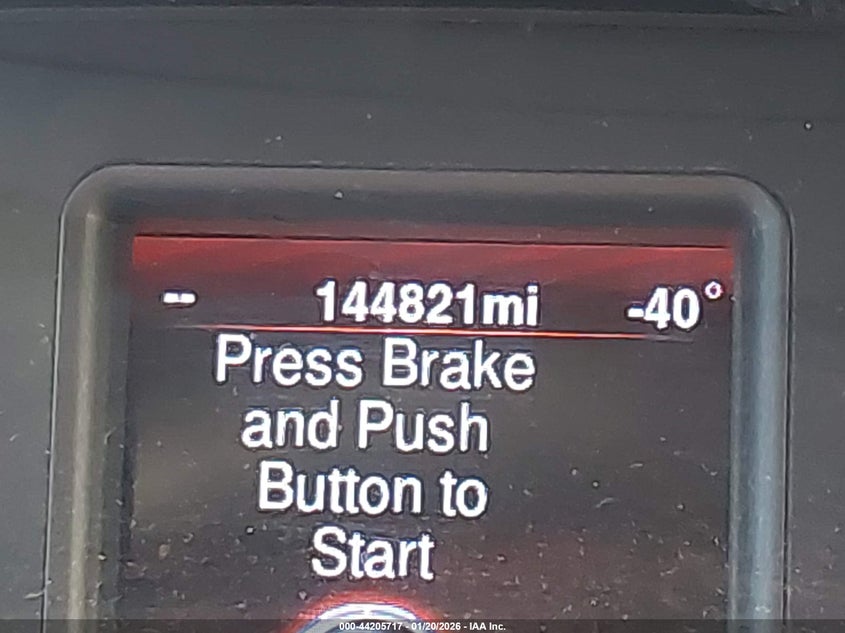 -- 144821mi -40°
Press Brake
and Push
Button to
Start
000-44205717 - 01/20/2026 - IAA Inc.